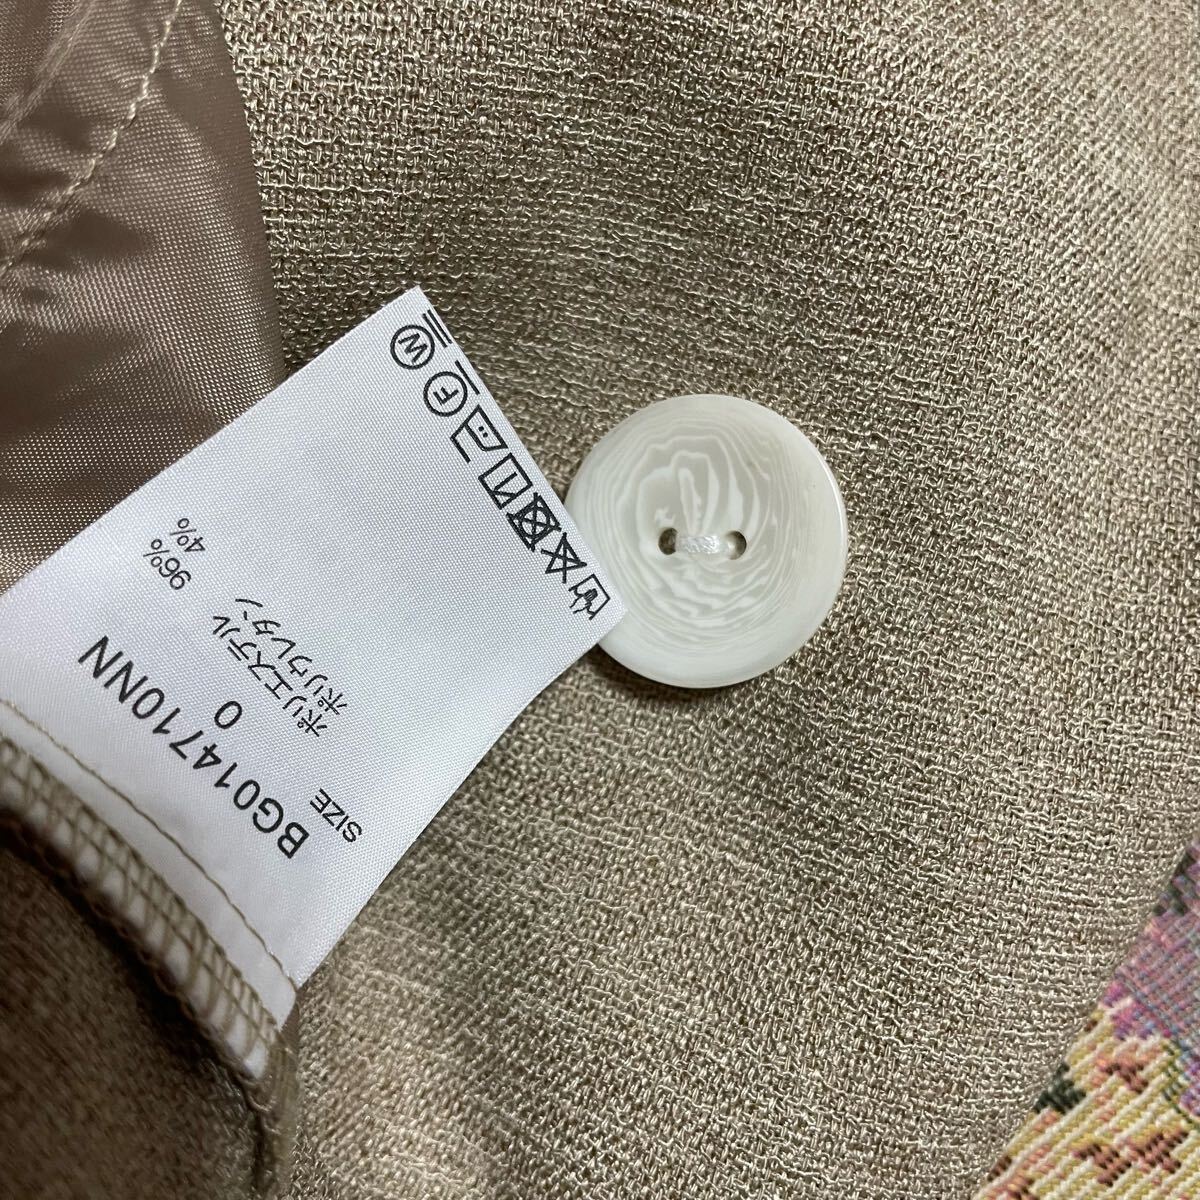 BG014710NN
SIZE 0
ポリエステル 96%
ポリウレタン 4%
F
W